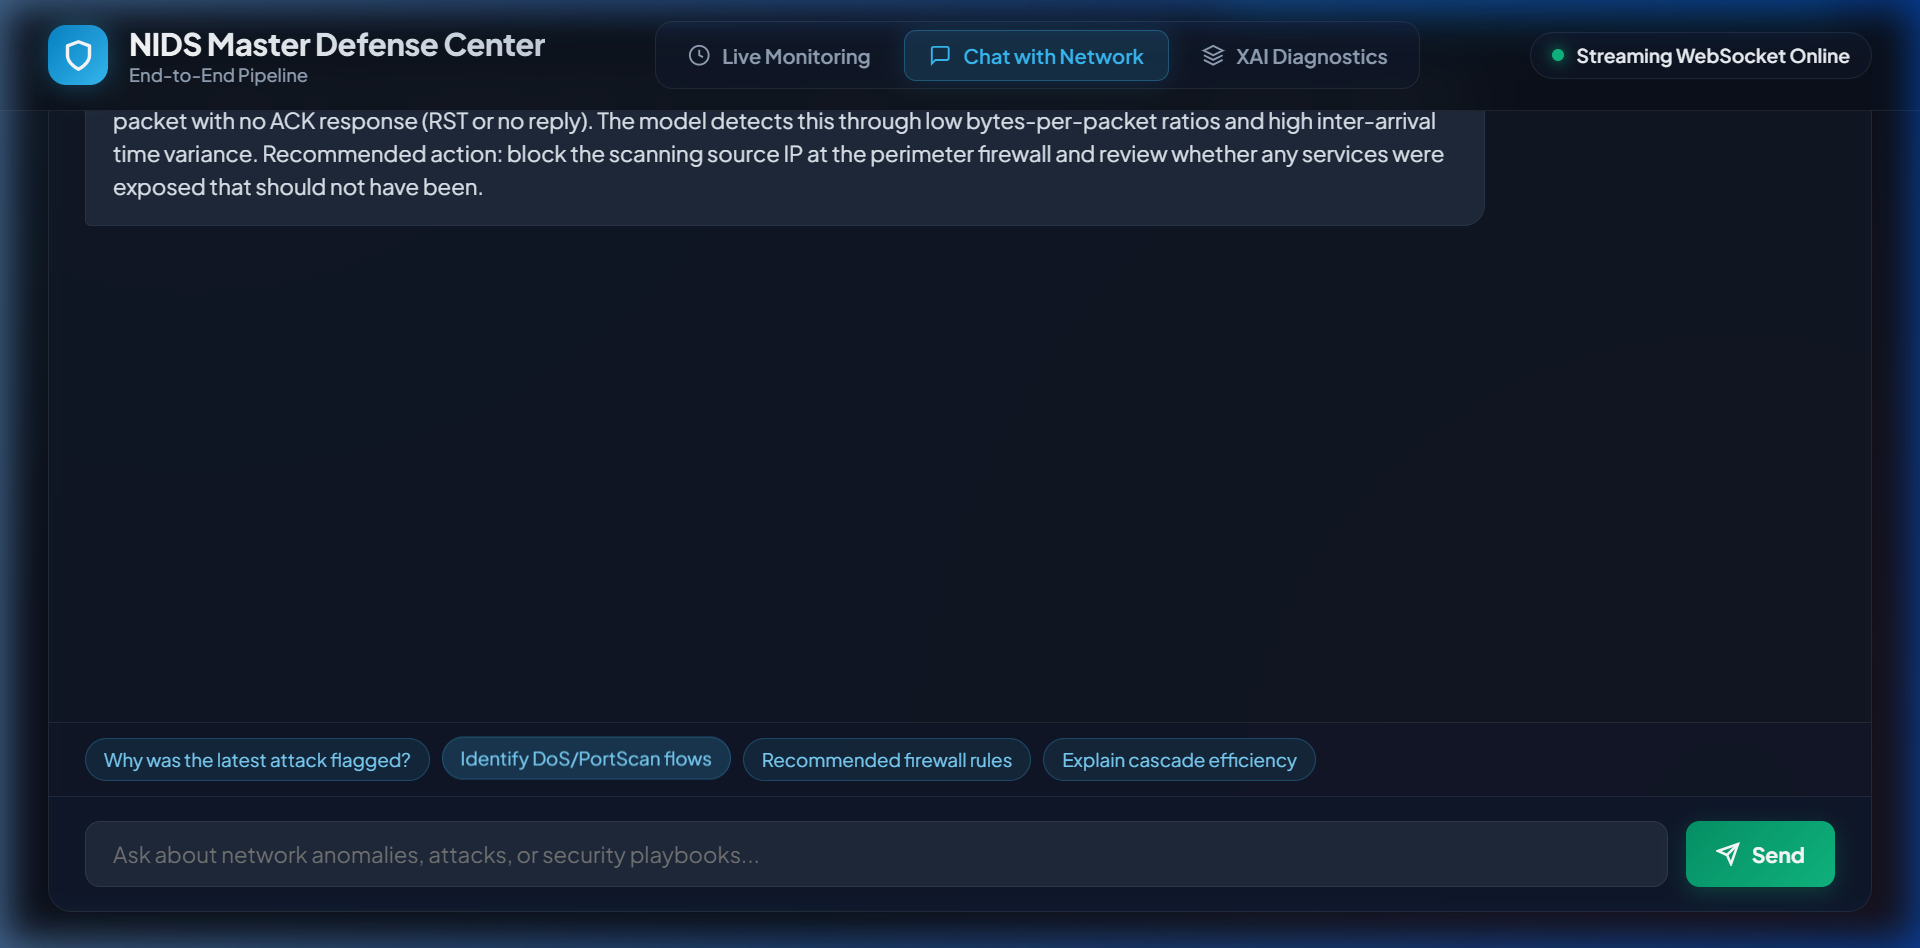 NIDS Master Defense Center
End-to-End Pipeline
Live Monitoring
Chat with Network
XAI Diagnostics
Streaming WebSocket Online
packet with no ACK response (RST or no reply). The model detects this through low bytes-per-packet ratios and high inter-arrival
time variance. Recommended action: block the scanning source IP at the perimeter firewall and review whether any services were
exposed that should not have been.
Why was the latest attack flagged?
Identify DoS/PortScan flows
Recommended firewall rules
Explain cascade efficiency
Ask about network anomalies, attacks, or security playbooks...
Send